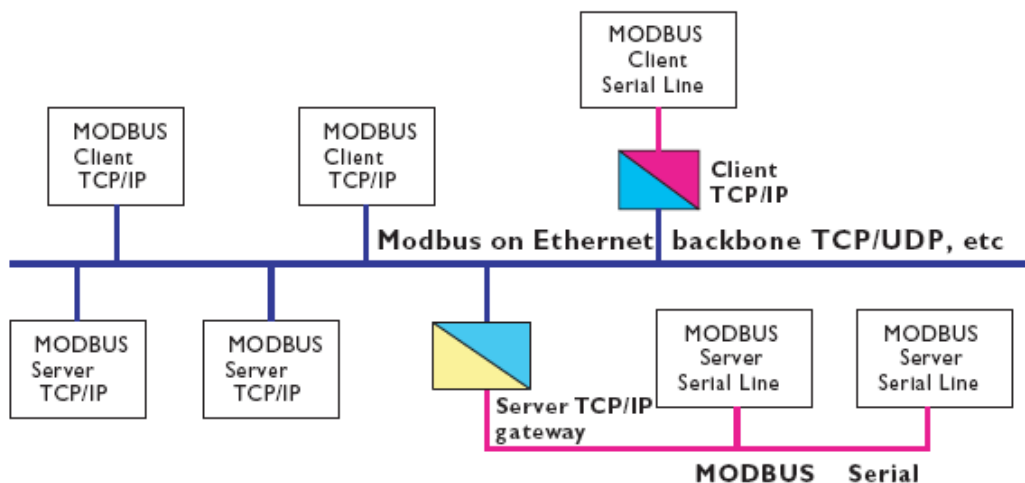 MODBUS
Client
Serial Line
MODBUS
Client
TCP/IP
MODBUS
Client
TCP/IP
Client
TCP/IP
Modbus on Ethernet backbone TCP/UDP, etc
MODBUS
Server
TCP/IP
MODBUS
Server
TCP/IP
Server TCP/IP
gateway
MODBUS
Server
Serial Line
MODBUS
Server
Serial Line
MODBUS Serial